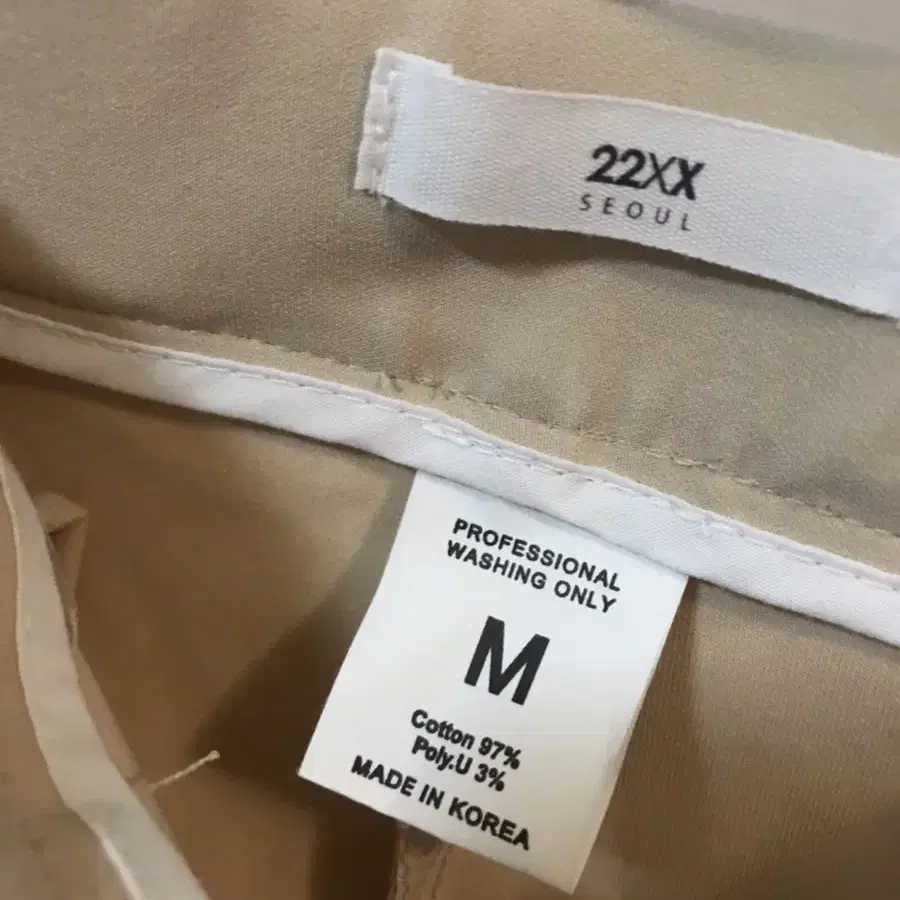 22XX
SEOUL
PROFESSIONAL
WASHING ONLY
M
Cotton 97%
Poly.U 3%
MADE IN KOREA